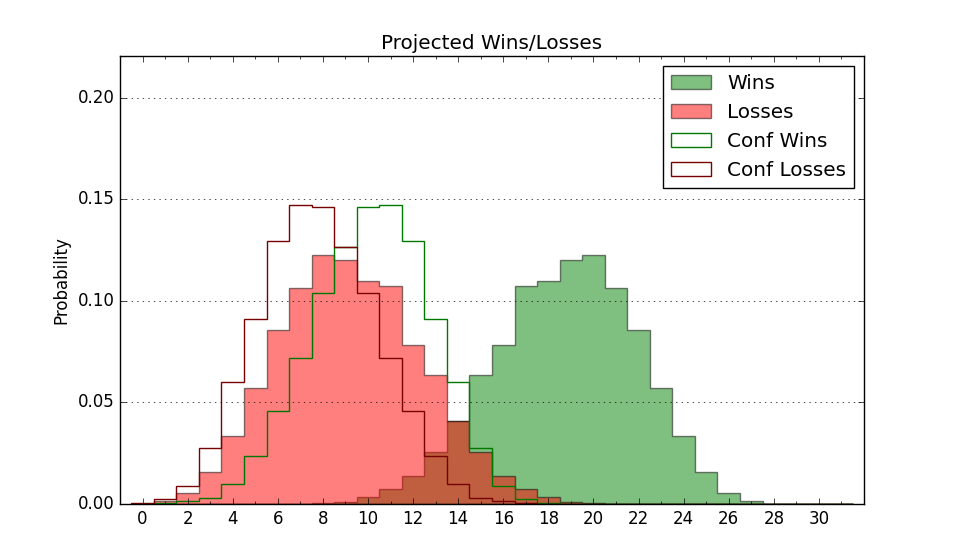 Projected Wins/Losses
Wins
Losses
Conf Wins
Conf Losses
Probability
0.20
0.15
0.10
0.05
0.00
0 2 4 6 8 10 12 14 16 18 20 22 24 26 28 30